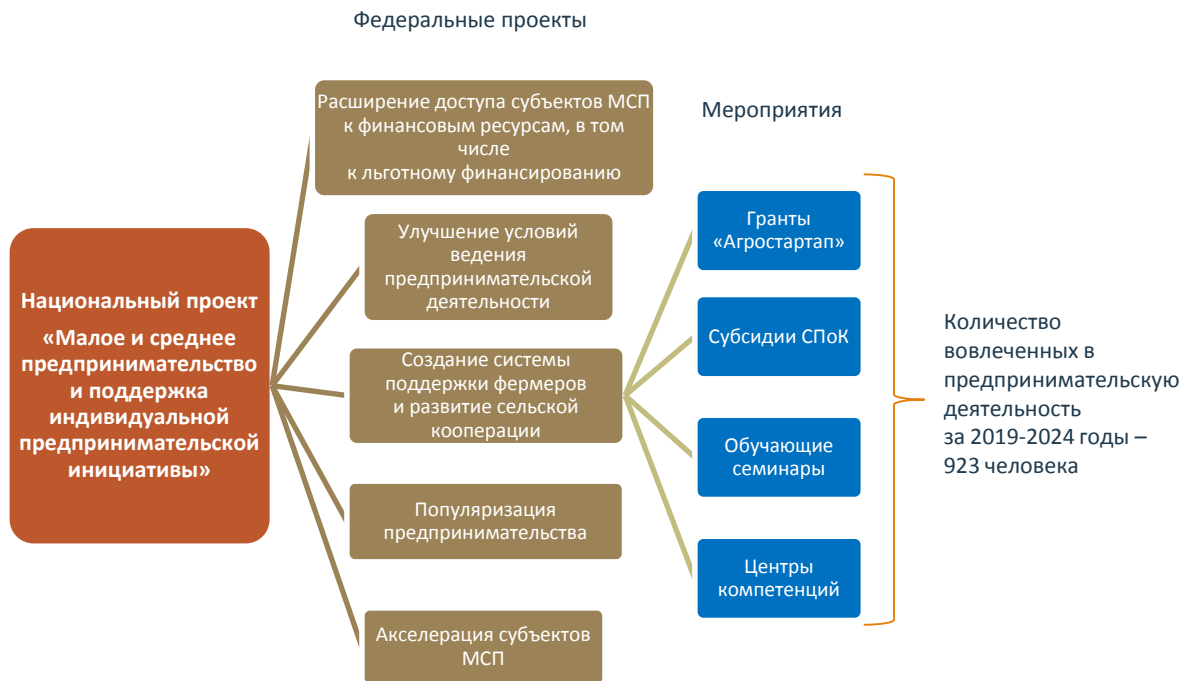 Федеральные проекты
Национальный проект
«Малое и среднее
предпринимательство
и поддержка
индивидуальной
предпринимательской
инициативы»
Расширение доступа субъектов МСП
к финансовым ресурсам, в том
числе
к льготному финансированию
Улучшение условий
ведения
предпринимательской
деятельности
Создание системы
поддержки фермеров
и развитие сельской
кооперации
Популяризация
предпринимательства
Акселерация субъектов
МСП
Мероприятия
Гранты
«Агростартап»
Субсидии СПоК
Обучающие
семинары
Центры
компетенций
Количество
вовлеченных в
предпринимательскую
деятельность
за 2019-2024 годы –
923 человека